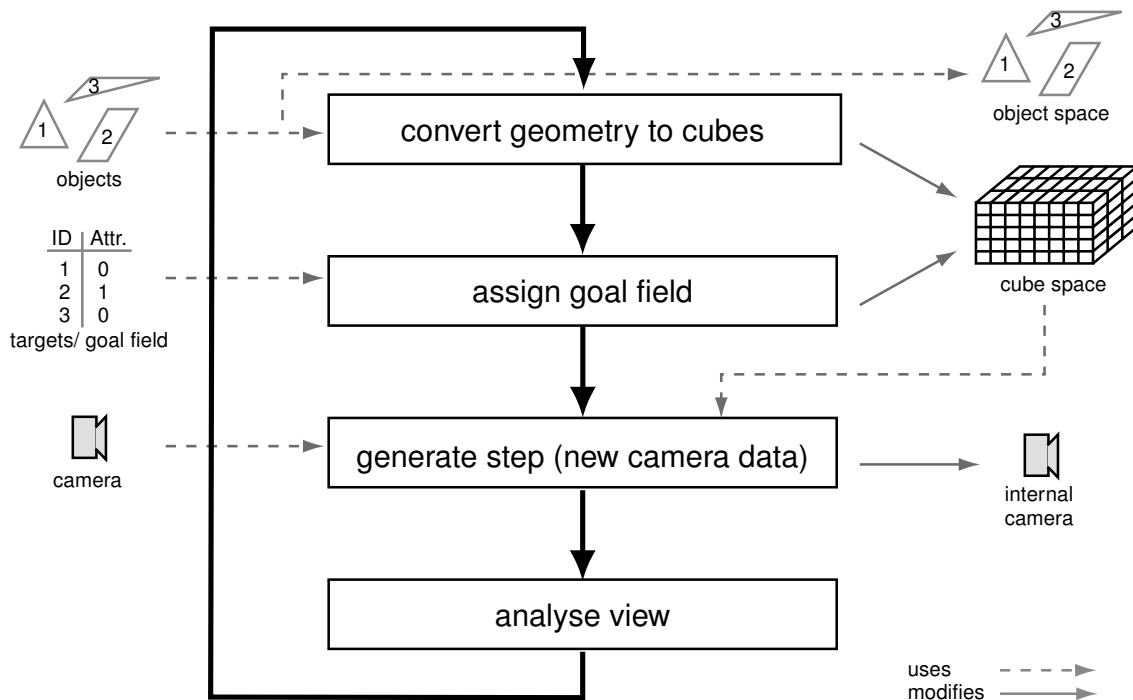 3
1
2
objects
ID Attr.
1 0
2 1
3 0
targets/ goal field
camera
convert geometry to cubes
assign goal field
generate step (new camera data)
analyse view
3
1
2
object space
cube space
internal
camera
uses
modifies